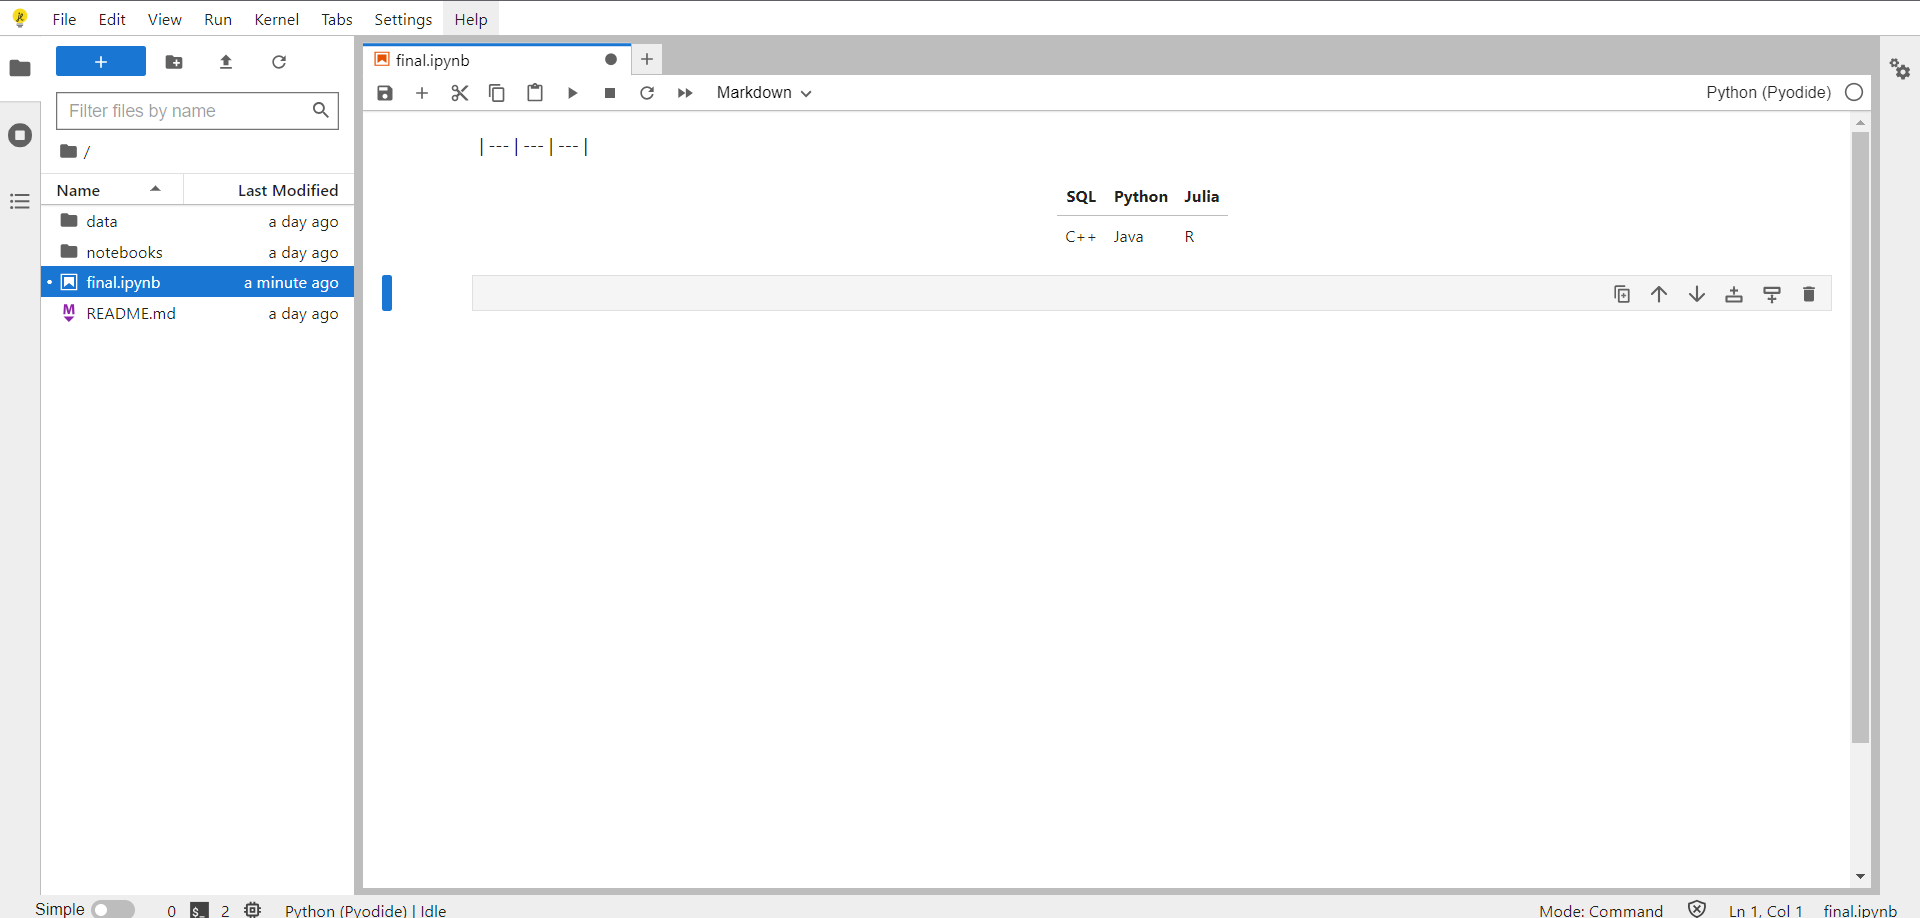 File Edit View Run Kernel Tabs Settings Help
+
Filter files by name
/
Name Last Modified
data a day ago
notebooks a day ago
• final.ipynb a minute ago
README.md a day ago
final.ipynb
Markdown
Python (Pyodide)
| --- | --- | --- |
SQL Python Julia
C++ Java R
Simple 0 $_ 2 Python (Pyodide) | Idle
Mode: Command Ln 1, Col 1 final.ipynb